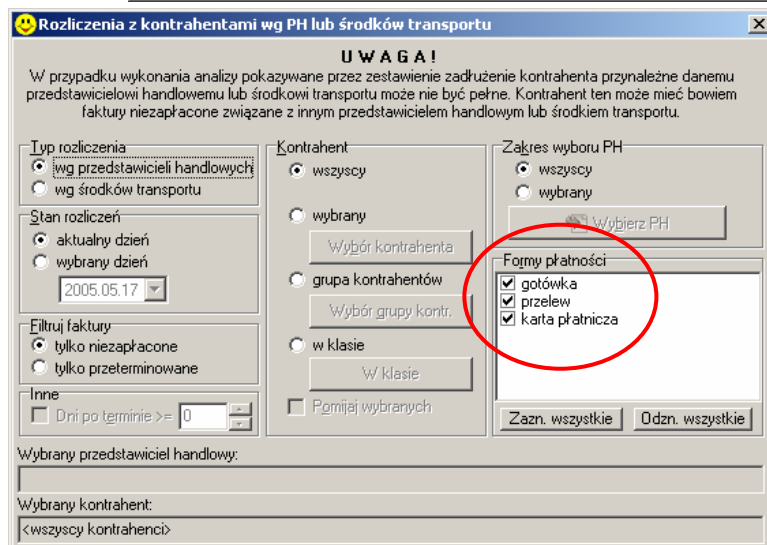 Rozliczenia z kontrahentami wg PH lub środków transportu
U W A G A !
W przypadku wykonania analizy pokazywane przez zestawienie zadłużenie kontrahenta przynależne danemu
przedstawicielowi handlowemu lub środkowi transportu może nie być pełne. Kontrahent ten może mieć bowiem
faktury niezapłacone związane z innym przedstawicielem handlowym lub środkiem transportu.
Typ rozliczenia
wg przedstawicieli handlowych
wg środków transportu
Stan rozliczeń
aktualny dzień
wybrany dzień
2005.05.17
Filtruj faktury
tylko niezapłacone
tylko przeterminowane
Inne
Dni po terminie >= 0
Kontrahent
wszyscy
wybrany
Wybór kontrahenta
grupa kontrahentów
Wybór grupy kontr.
w klasie
W klasie
Pomijaj wybranych
Zakres wyboru PH
wszyscy
wybrany
Wybierz PH
Formy płatności
gotówka
przelew
karta płatnicza
Zazn. wszystkie
Odzn. wszystkie
Wybrany przedstawiciel handlowy:
Wybrany kontrahent:
<wszyscy kontrahenci>